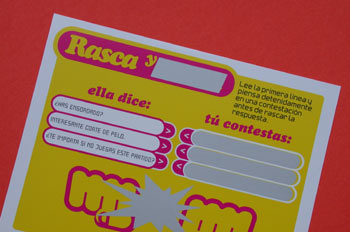 Rasca y
Lee la primera línea y
piensa detenidamente
en una contestación
antes de rascar la
respuesta.
ella dice:
¿HAS ENGORDADO?
INTERESANTE CORTE DE PELO.
¿TE IMPORTA SI NO JUEGAS ESTE PARTIDO?
tú contestas: